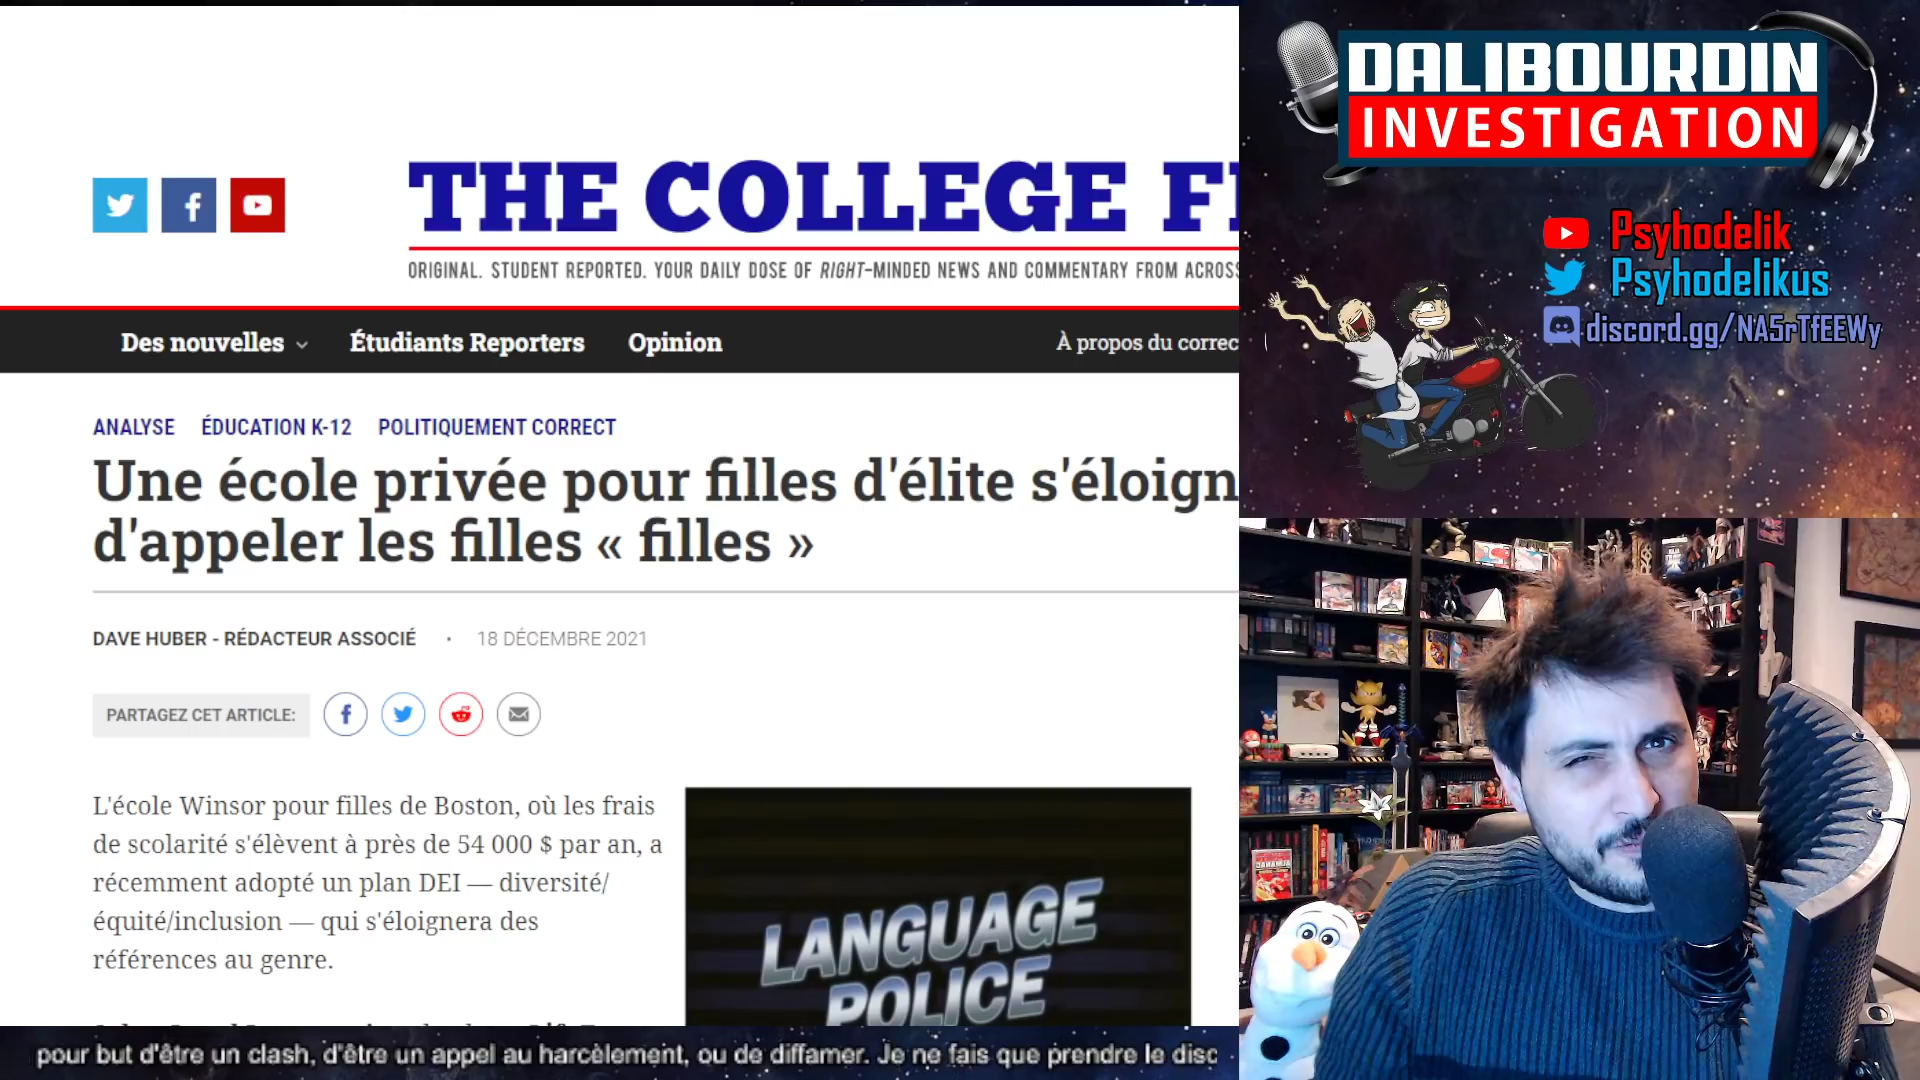 THE COLLEGE
ORIGINAL. STUDENT REPORTED. YOUR DAILY DOSE OF RIGHT-MINDED NEWS AND COMMENTARY FROM ACROSS
Des nouvelles
Étudiants Reporters
Opinion
À propos du correc
ANALYSE ÉDUCATION K-12 POLITIQUEMENT CORRECT
Une école privée pour filles d'élite s'éloign
d'appeler les filles « filles »
DAVE HUBER - RÉDACTEUR ASSOCIÉ • 18 DÉCEMBRE 2021
PARTAGEZ CET ARTICLE:
L'école Winsor pour filles de Boston, où les frais
de scolarité s'élèvent à près de 54 000 $ par an, a
récemment adopté un plan DEI — diversité/
équité/inclusion — qui s'éloignera des
références au genre.
LANGUAGE
POLICE
pour but d'être un clash, d'être un appel au harcèlement, ou de diffamer. Je ne fais que prendre le disc
DALIBOURDIN
INVESTIGATION
Psyhodelik
Psyhodelikus
discord.gg/NA5rTfEEWy